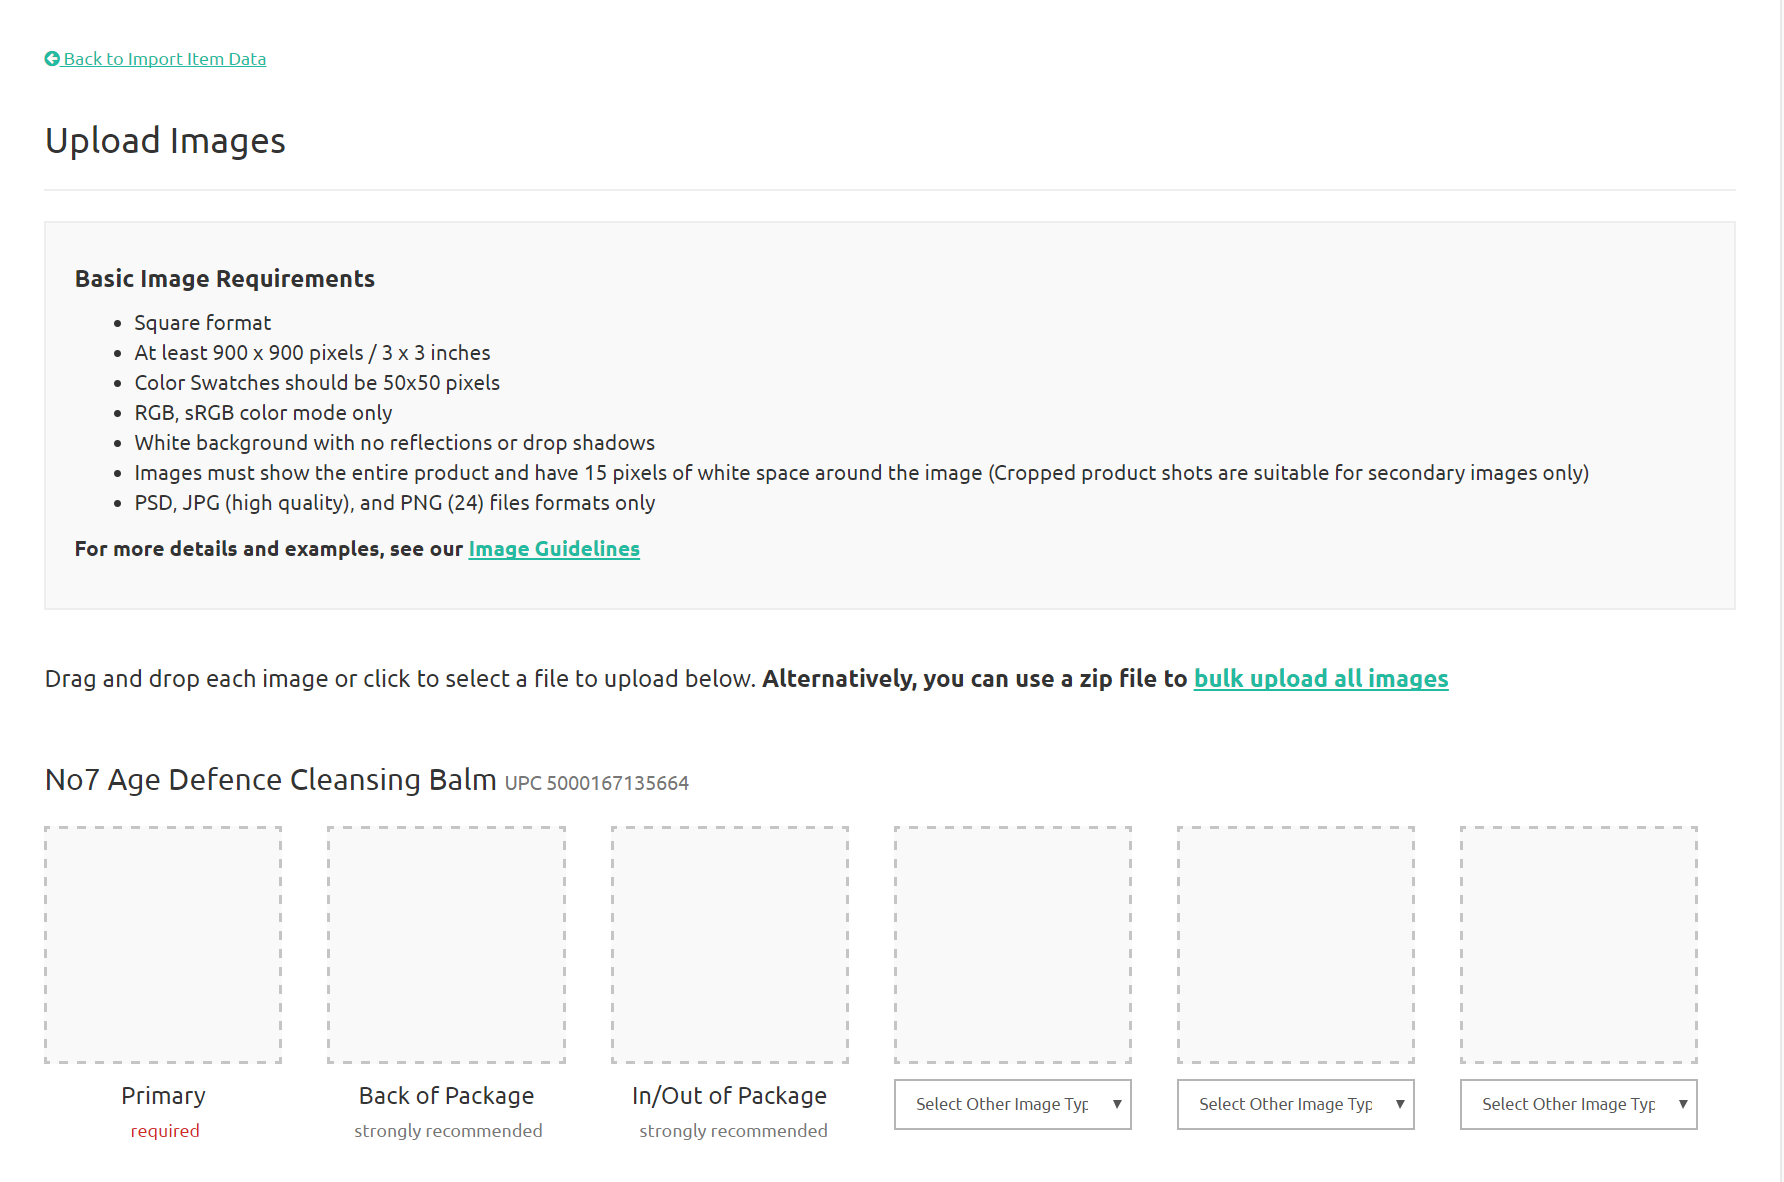 Back to Import Item Data
Upload Images
Basic Image Requirements
• Square format
• At least 900 x 900 pixels / 3 x 3 inches
• Color Swatches should be 50x50 pixels
• RGB, sRGB color mode only
• White background with no reflections or drop shadows
• Images must show the entire product and have 15 pixels of white space around the image (Cropped product shots are suitable for secondary images only)
• PSD, JPG (high quality), and PNG (24) files formats only
For more details and examples, see our Image Guidelines
Drag and drop each image or click to select a file to upload below. Alternatively, you can use a zip file to bulk upload all images
No7 Age Defence Cleansing Balm UPC 5000167135664
Primary
required
Back of Package
strongly recommended
In/Out of Package
strongly recommended
Select Other Image Typ
Select Other Image Typ
Select Other Image Typ